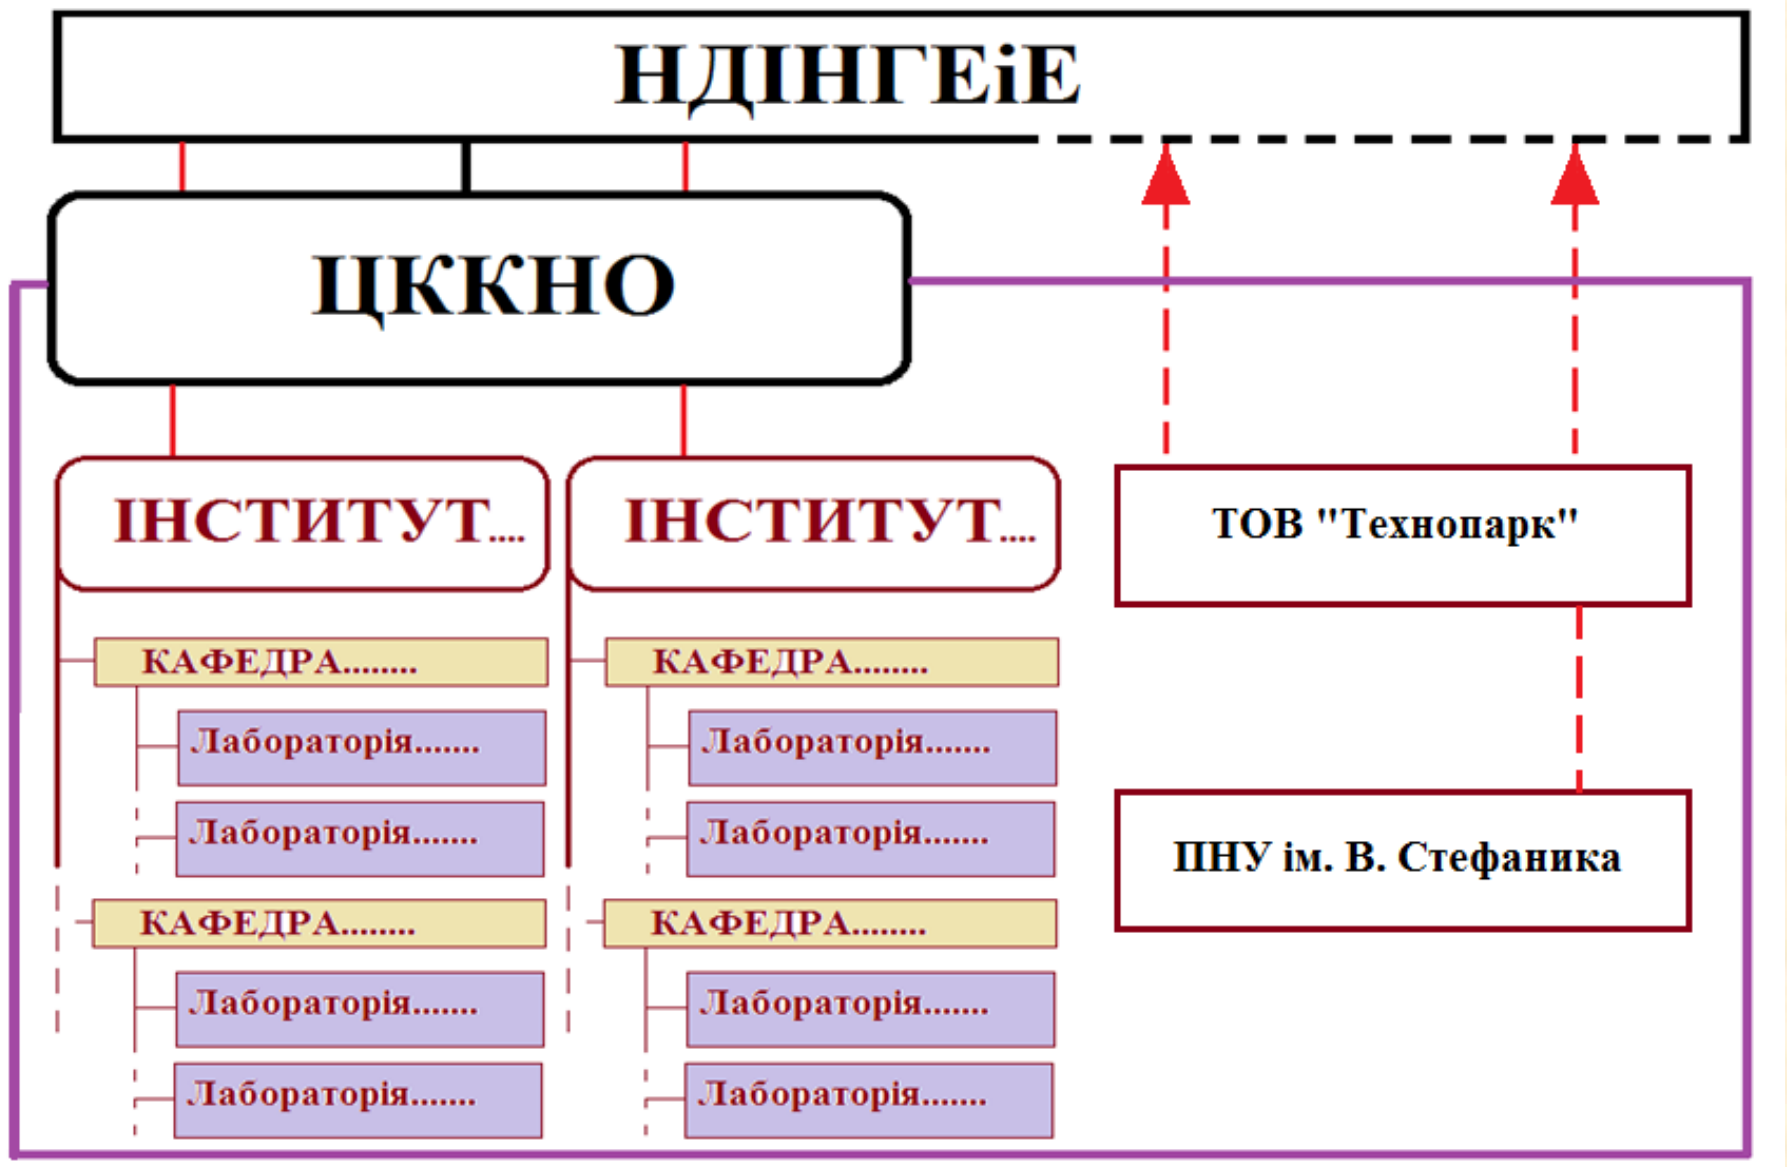 НДІНГЕіЕ
ЦККНО
ІНСТИТУТ....
КАФЕДРА........
Лабораторія.......
Лабораторія.......
КАФЕДРА........
Лабораторія.......
Лабораторія.......
ІНСТИТУТ....
КАФЕДРА........
Лабораторія.......
Лабораторія.......
КАФЕДРА........
Лабораторія.......
Лабораторія.......
ТОВ "Технопарк"
ПНУ ім. В. Стефаника